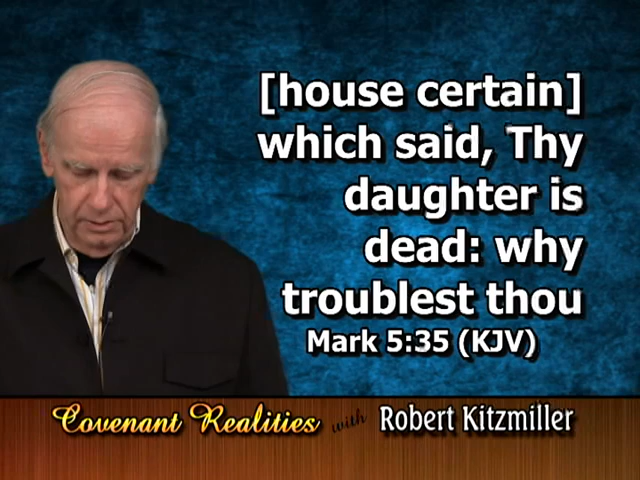 [house certain]
which said, Thy
daughter is
dead: why
troublest thou
Mark 5:35 (KJV)
Covenant Realities with Robert Kitzmiller